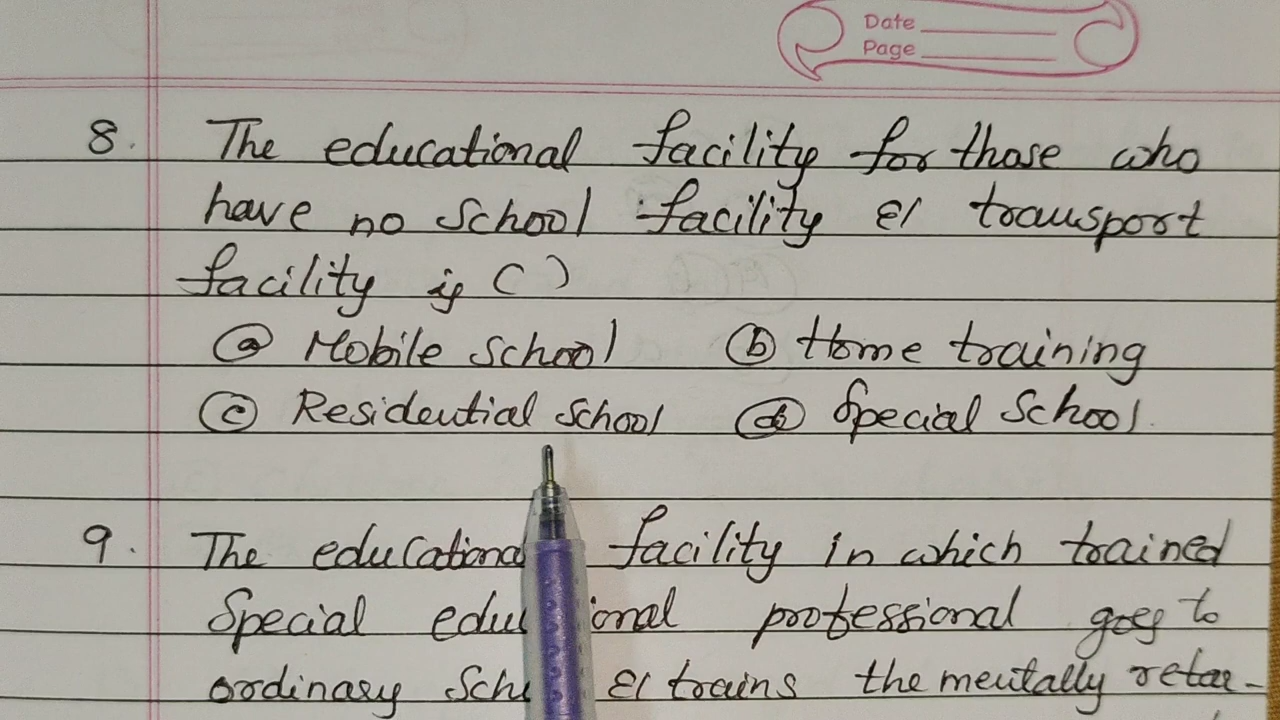 Date
Page
8. The educational facility for those who
have no School facility & transport
facility is ( )
ⓐ Mobile School ⓑ Home training
ⓒ Residential School ⓓ Special School.
9. The educational facility in which trained
Special professional goes to
ordinary & trains the mentally retar-